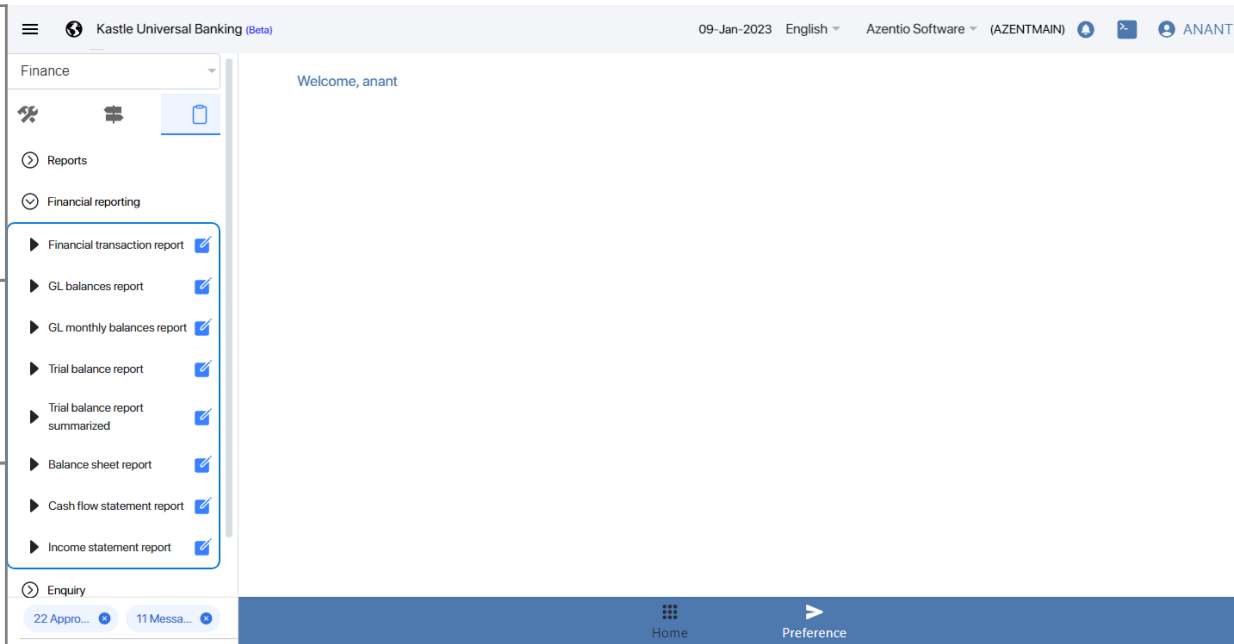 Kastle Universal Banking (Beta)
09-Jan-2023 English Azentio Software (AZENTMAIN) ANANT
Finance
Welcome, anant
Reports
Financial reporting
Financial transaction report
GL balances report
GL monthly balances report
Trial balance report
Trial balance report
summarized
Balance sheet report
Cash flow statement report
Income statement report
Enquiry
22 Appro... 11 Messa...
Home Preference